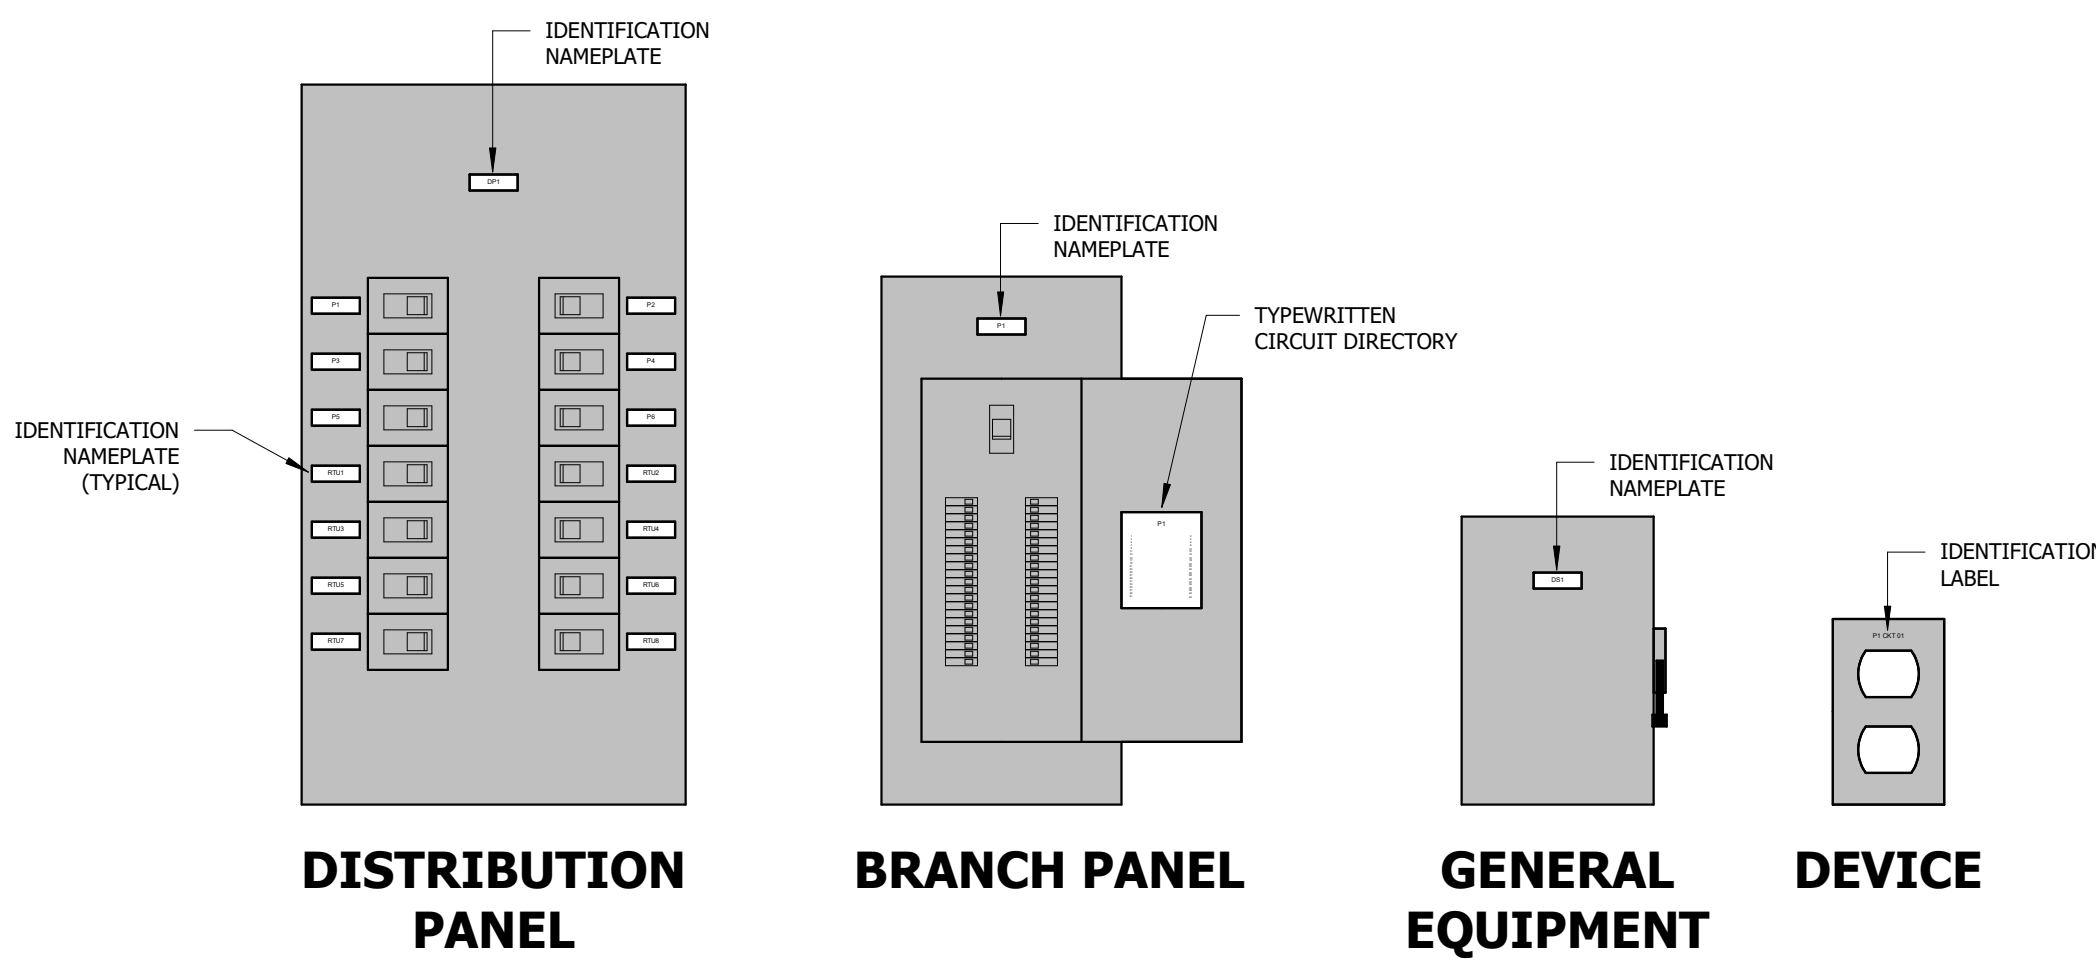 IDENTIFICATION
NAMEPLATE
DP1
P1
P2
P3
P4
P5
P6
IDENTIFICATION
NAMEPLATE
(TYPICAL)
RTU1
RTU2
RTU3
RTU4
RTU5
RTU6
RTU7
RTU8
DISTRIBUTION
PANEL
IDENTIFICATION
NAMEPLATE
P1
TYPEWRITTEN
CIRCUIT DIRECTORY
P1
BRANCH PANEL
IDENTIFICATION
NAMEPLATE
DS1
GENERAL
EQUIPMENT
IDENTIFICATION
LABEL
P1 CKT 01
DEVICE